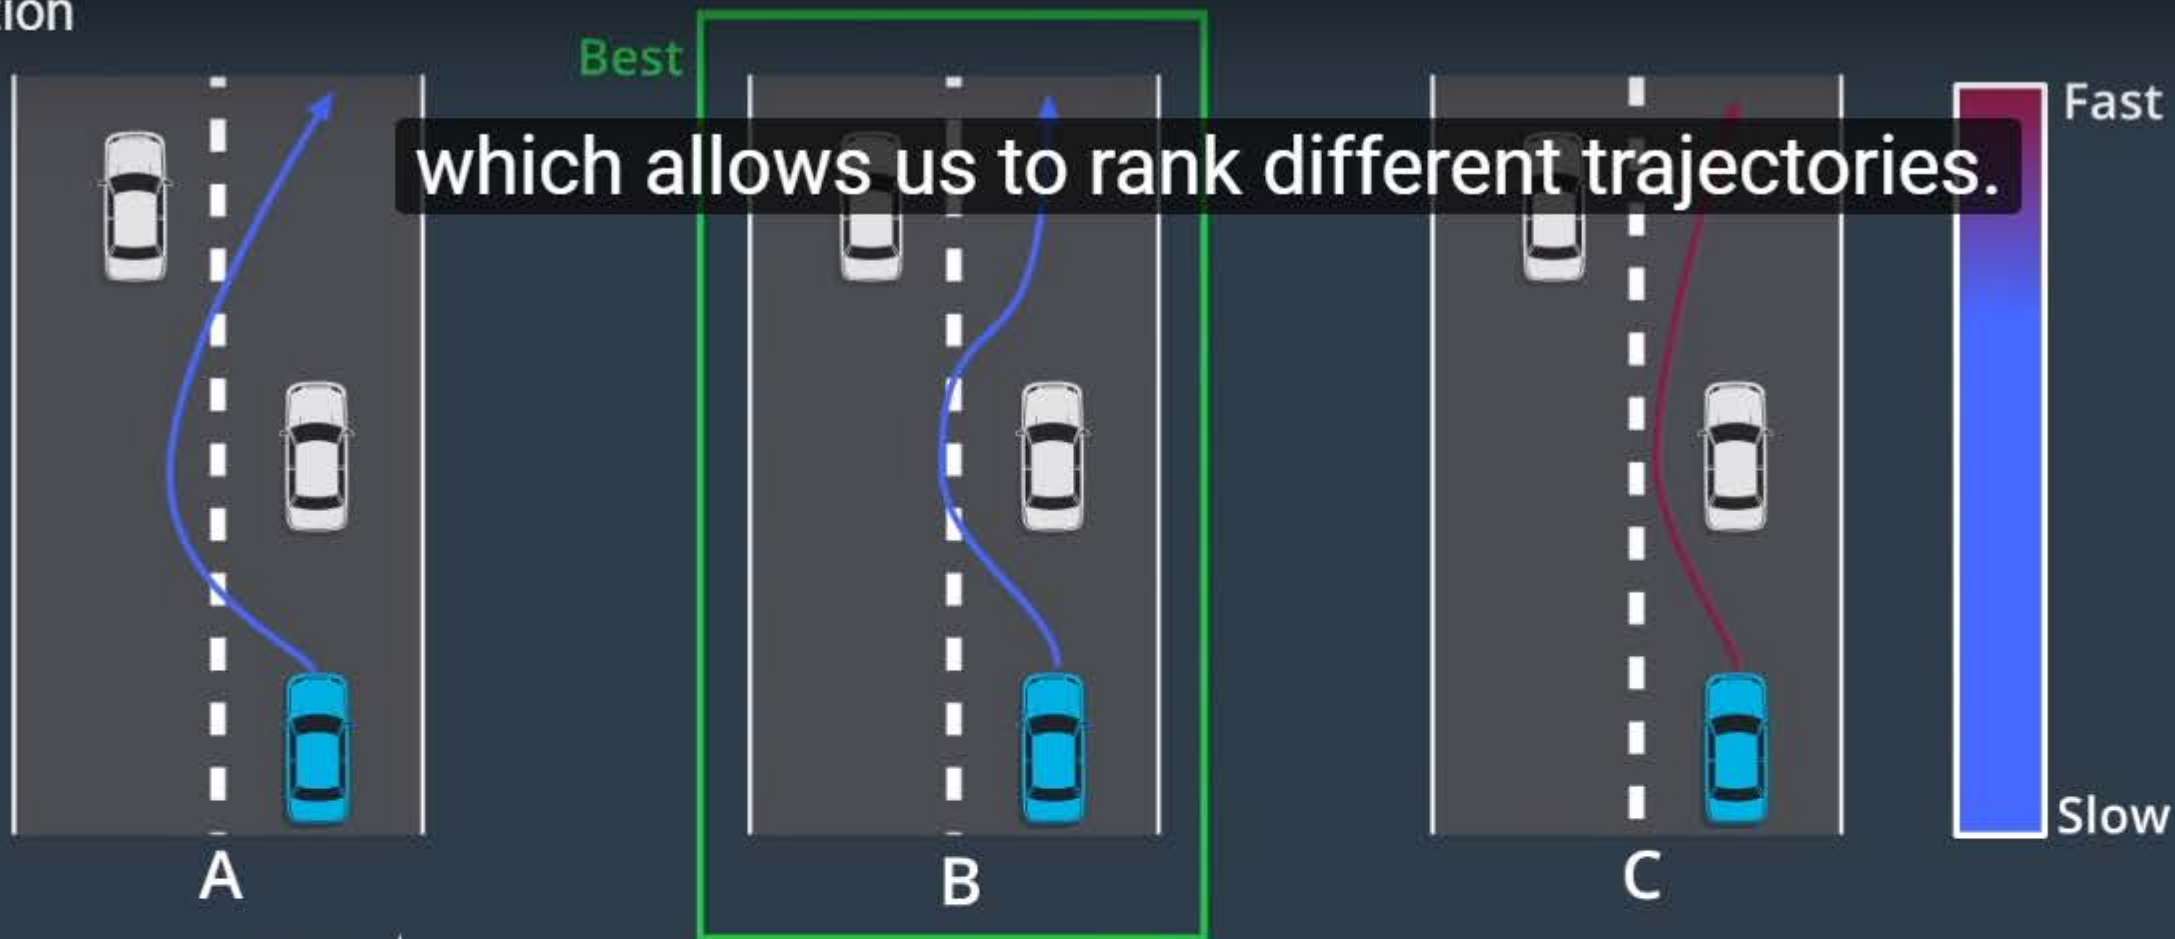 Best
Fast
which allows us to rank different trajectories.
Slow
A
B
C